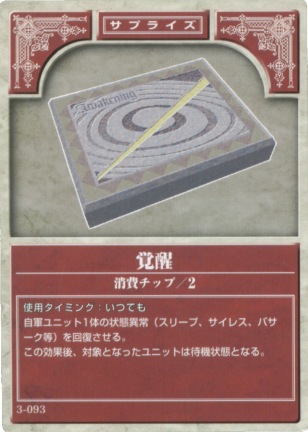 サプライズ
Awakening
覚醒
消費チップ／2
使用タイミング：いつても
自軍ユニット1体の状態異常（スリープ、サイレス、バサ
ーク等）を回復させる。
この効果後、対象となったユニットは待機状態となる。
3-093